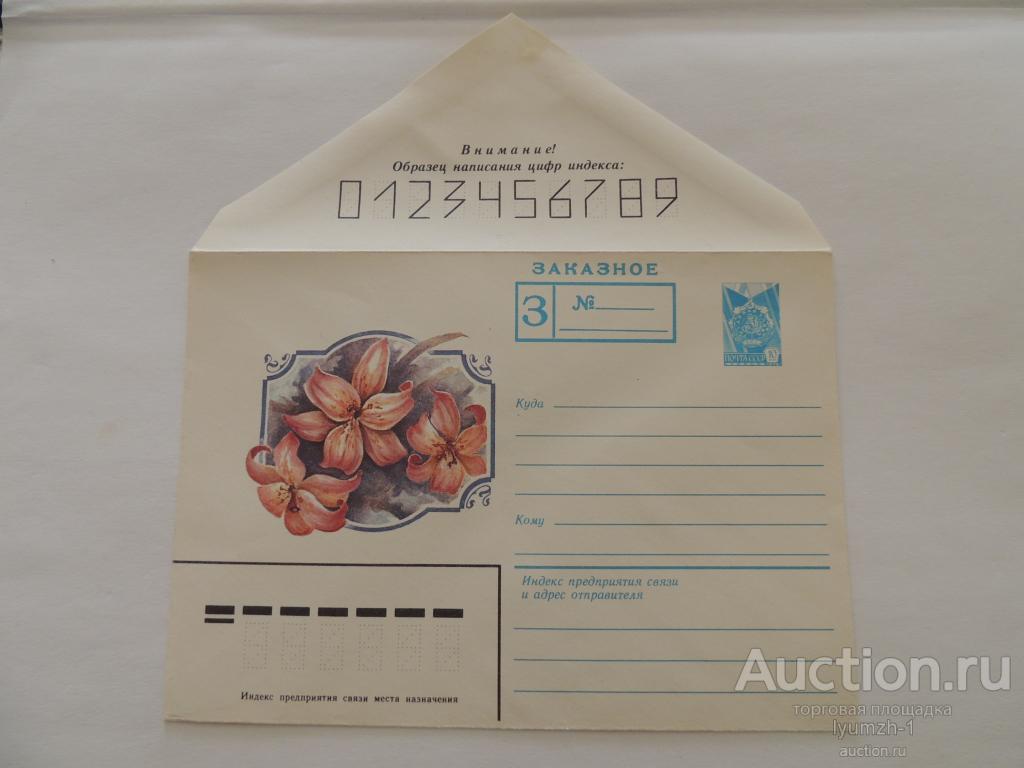 Внимание!
Образец написания цифр индекса:
0123456789
ЗАКАЗНОЕ
З №
ПОЧТА СССР
Куда
Кому
Индекс предприятия связи
и адрес отправителя
Индекс предприятия связи места назначения
Auction.ru
торговая площадка
lyumzh-1
auction.ru